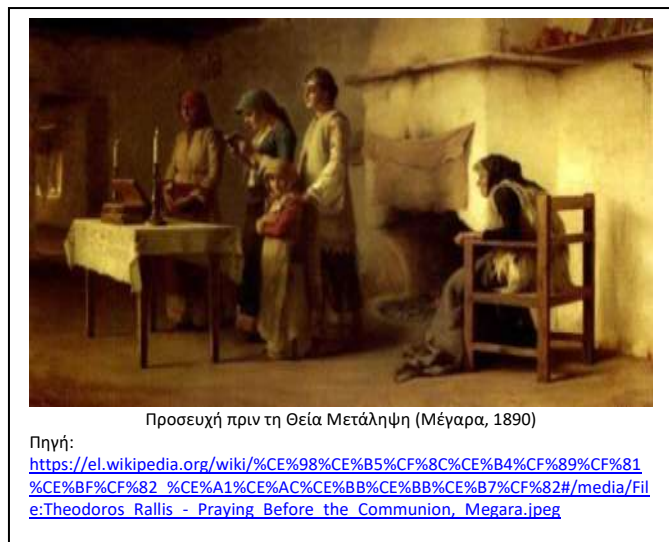 Προσευχή πριν τη Θεία Μετάληψη (Μέγαρα, 1890)
Πηγή:
https://el.wikipedia.org/wiki/%CE%98%CE%B5%CF%8C%CE%B4%CF%89%CF%81
%CE%BF%CF%82_%CE%A1%CE%AC%CE%BB%CE%BB%CE%B7%CF%82#/media/Fil
e:Theodoros_Rallis_-_Praying_Before_the_Communion,_Megara.jpeg